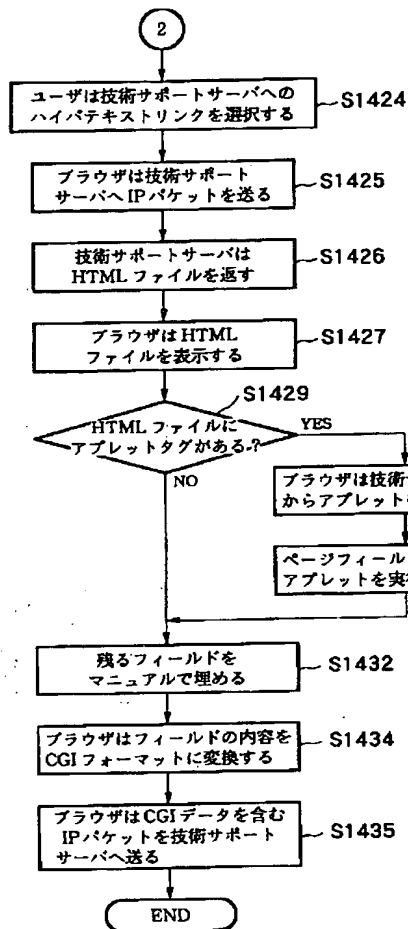 2
ユーザは技術サポートサーバへの
ハイパテキストリンクを選択する
S1424
ブラウザは技術サポート
サーバへIPパケットを送る
S1425
技術サポートサーバは
HTMLファイルを返す
S1426
ブラウザはHTML
ファイルを表示する
S1427
S1429
HTMLファイルに
アプレットタグがある?
YES
NO
ブラウザは技術
からアプレット
ページフィール
アプレットを実
残るフィールドを
マニュアルで埋める
S1432
ブラウザはフィールドの内容を
CGIフォーマットに変換する
S1434
ブラウザはCGIデータを含む
IPパケットを技術サポート
サーバへ送る
S1435
END